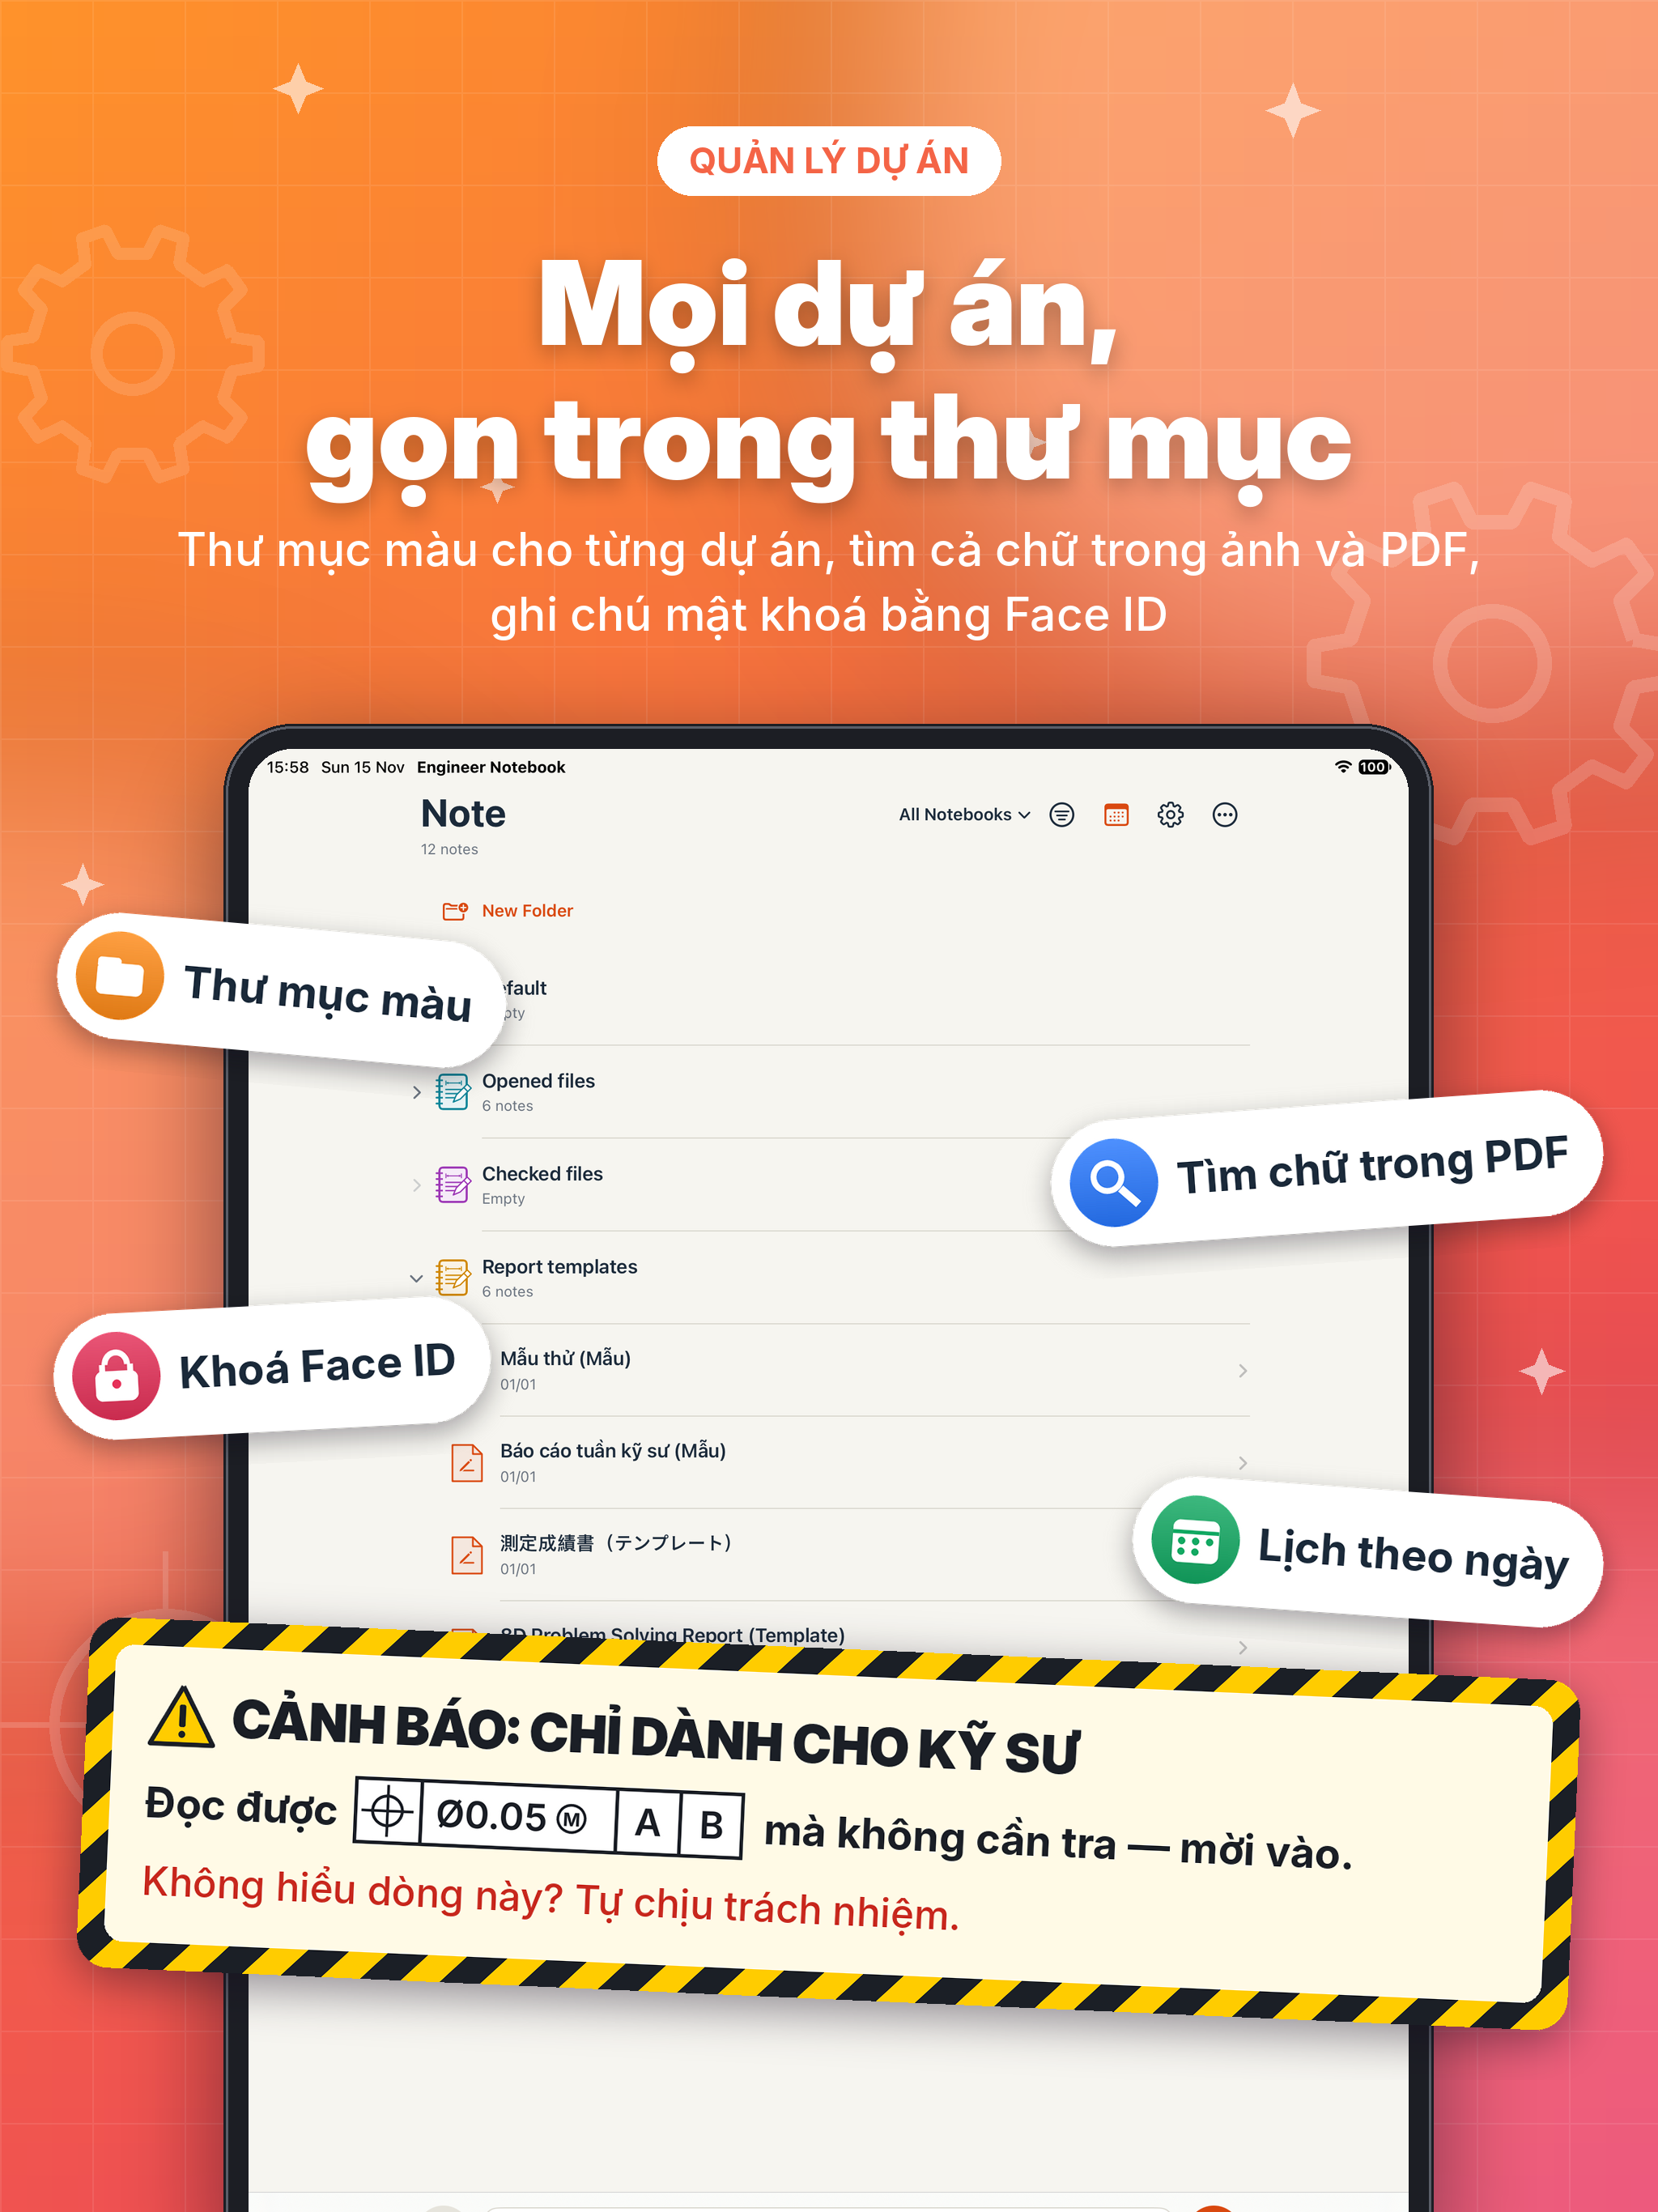 QUẢN LÝ DỰ ÁN
Mọi dự án,
gọn trong thư mục
Thư mục màu cho từng dự án, tìm cả chữ trong ảnh và PDF,
ghi chú mật khoá bằng Face ID
15:58 Sun 15 Nov Engineer Notebook
100
Note
All Notebooks
12 notes
New Folder
Thư mục màu
Opened files
6 notes
Checked files
Empty
Tìm chữ trong PDF
Report templates
6 notes
Khoá Face ID
Mẫu thử (Mẫu)
01/01
Báo cáo tuần kỹ sư (Mẫu)
01/01
測定成績書（テンプレート）
01/01
Lịch theo ngày
8D Problem Solving Report (Template)
CẢNH BÁO: CHỈ DÀNH CHO KỸ SƯ
Đọc được ⌖ Ø0.05 Ⓜ A B mà không cần tra — mời vào.
Không hiểu dòng này? Tự chịu trách nhiệm.